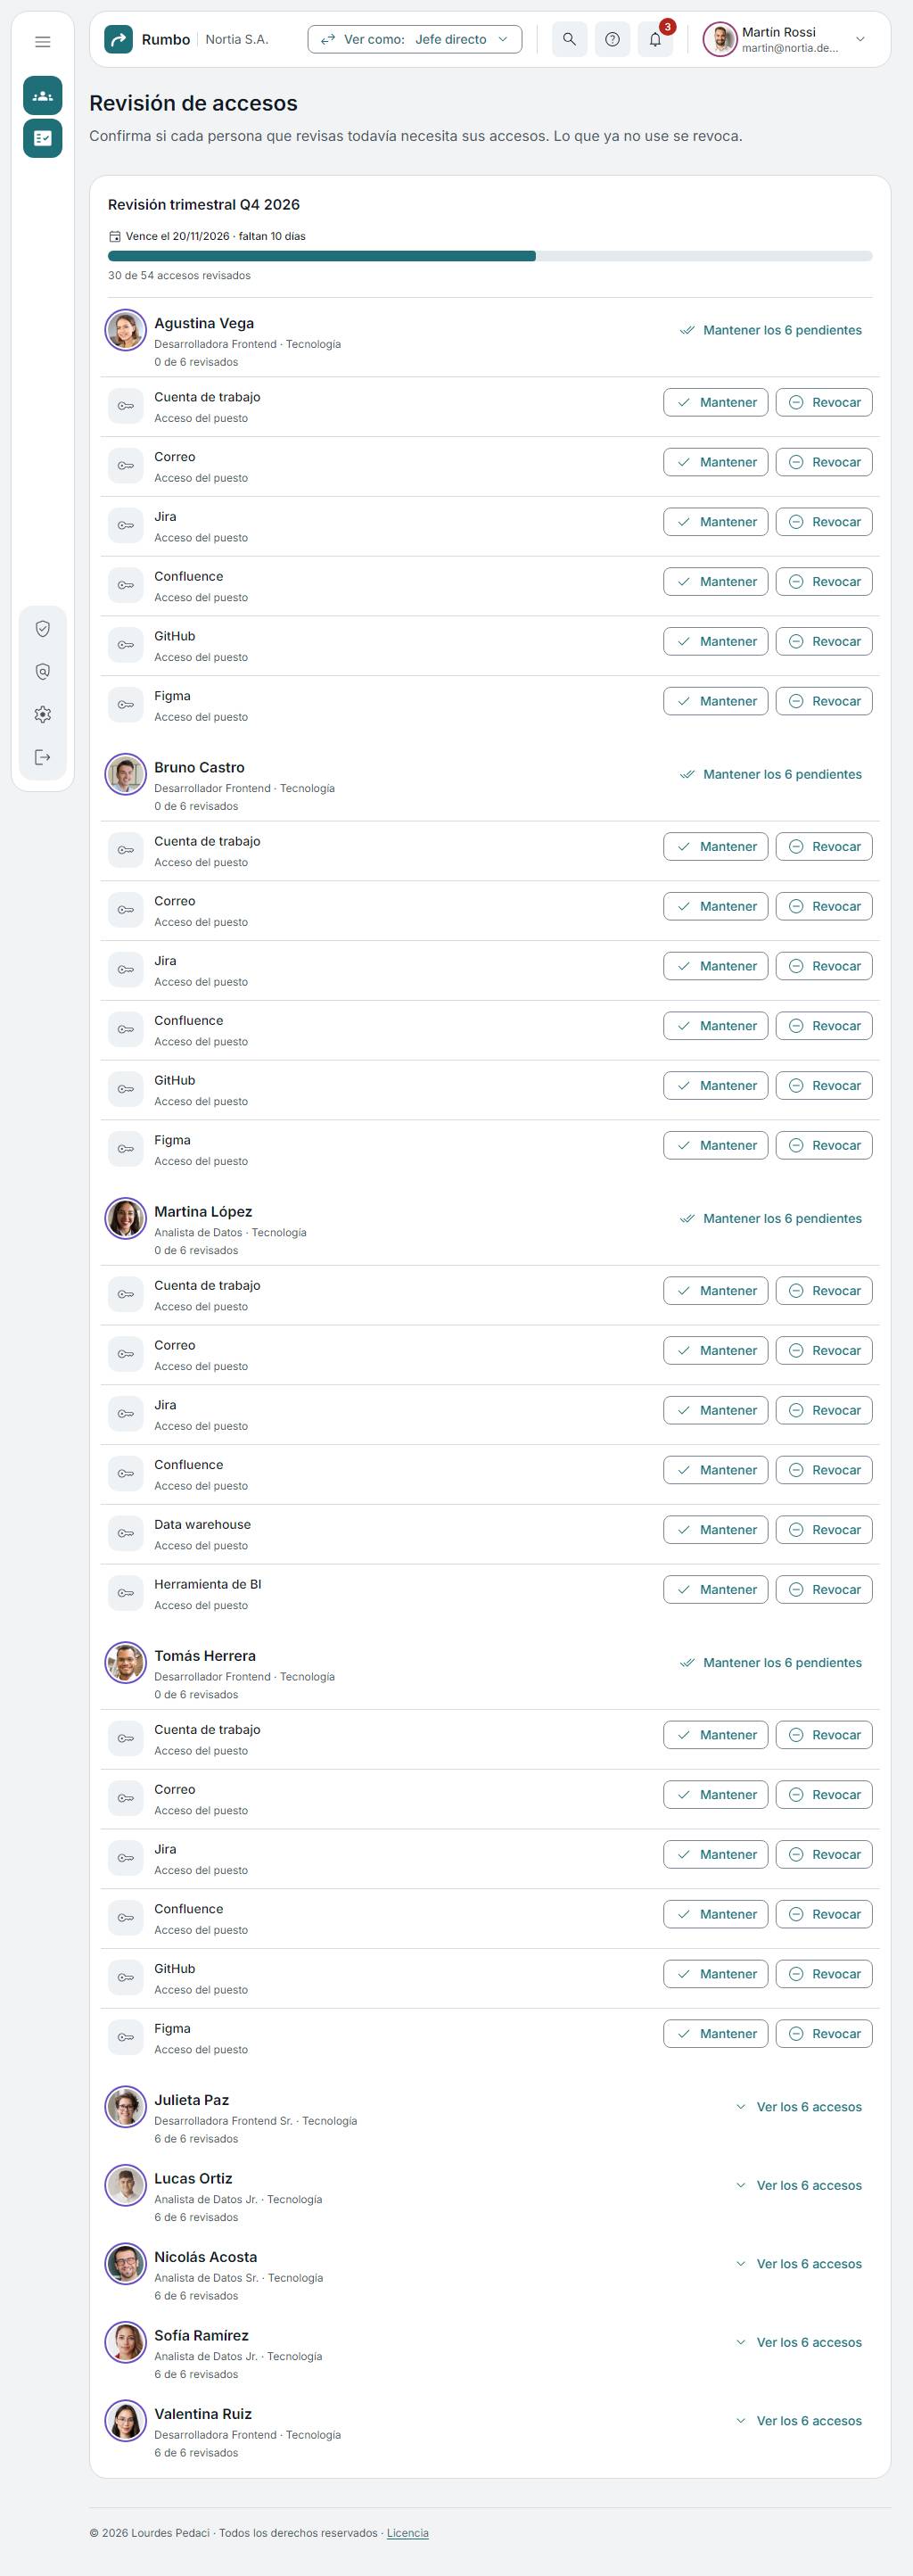 Rumbo
Nortia S.A.
Ver como: Jefe directo
3
Martín Rossi
martin@nortia.de...
Revisión de accesos
Confirma si cada persona que revisas todavía necesita sus accesos. Lo que ya no use se revoca.
Revisión trimestral Q4 2026
Vence el 20/11/2026 · faltan 10 días
30 de 54 accesos revisados
Agustina Vega
Mantener los 6 pendientes
Desarrolladora Frontend · Tecnología
0 de 6 revisados
Cuenta de trabajo
Mantener
Revocar
Acceso del puesto
Correo
Mantener
Revocar
Acceso del puesto
Jira
Mantener
Revocar
Acceso del puesto
Confluence
Mantener
Revocar
Acceso del puesto
GitHub
Mantener
Revocar
Acceso del puesto
Figma
Mantener
Revocar
Acceso del puesto
Bruno Castro
Mantener los 6 pendientes
Desarrollador Frontend · Tecnología
0 de 6 revisados
Cuenta de trabajo
Mantener
Revocar
Acceso del puesto
Correo
Mantener
Revocar
Acceso del puesto
Jira
Mantener
Revocar
Acceso del puesto
Confluence
Mantener
Revocar
Acceso del puesto
GitHub
Mantener
Revocar
Acceso del puesto
Figma
Mantener
Revocar
Acceso del puesto
Martina López
Mantener los 6 pendientes
Analista de Datos · Tecnología
0 de 6 revisados
Cuenta de trabajo
Mantener
Revocar
Acceso del puesto
Correo
Mantener
Revocar
Acceso del puesto
Jira
Mantener
Revocar
Acceso del puesto
Confluence
Mantener
Revocar
Acceso del puesto
Data warehouse
Mantener
Revocar
Acceso del puesto
Herramienta de BI
Mantener
Revocar
Acceso del puesto
Tomás Herrera
Mantener los 6 pendientes
Desarrollador Frontend · Tecnología
0 de 6 revisados
Cuenta de trabajo
Mantener
Revocar
Acceso del puesto
Correo
Mantener
Revocar
Acceso del puesto
Jira
Mantener
Revocar
Acceso del puesto
Confluence
Mantener
Revocar
Acceso del puesto
GitHub
Mantener
Revocar
Acceso del puesto
Figma
Mantener
Revocar
Acceso del puesto
Julieta Paz
Ver los 6 accesos
Desarrolladora Frontend Sr. · Tecnología
6 de 6 revisados
Lucas Ortiz
Ver los 6 accesos
Analista de Datos Jr. · Tecnología
6 de 6 revisados
Nicolás Acosta
Ver los 6 accesos
Analista de Datos Sr. · Tecnología
6 de 6 revisados
Sofía Ramírez
Ver los 6 accesos
Analista de Datos Jr. · Tecnología
6 de 6 revisados
Valentina Ruiz
Ver los 6 accesos
Desarrolladora Frontend · Tecnología
6 de 6 revisados
© 2026 Lourdes Pedaci · Todos los derechos reservados · Licencia